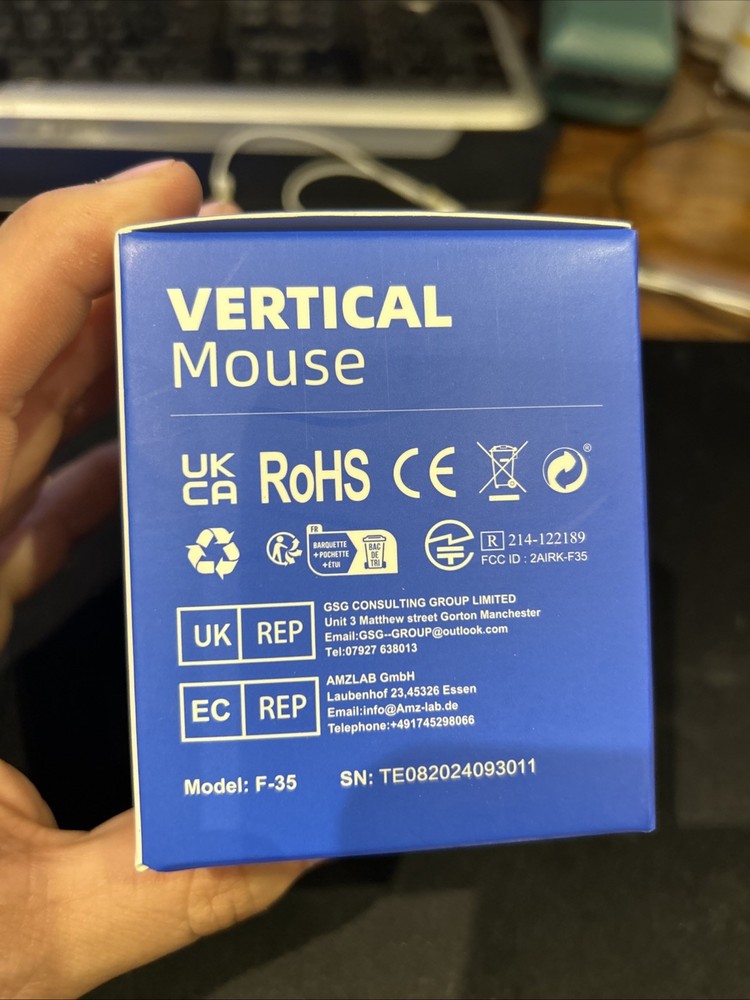 VERTICAL
Mouse
UK
CA
RoHS
CE
®
FR
BARQUETTE
+POCHETTE
+ÉTUI
BAC
DE
TRI
R 214-122189
FCC ID : 2AIRK-F35
UK REP
GSG CONSULTING GROUP LIMITED
Unit 3 Matthew street Gorton Manchester
Email:GSG--GROUP@outlook.com
Tel:07927 638013
EC REP
AMZLAB GmbH
Laubenhof 23,45326 Essen
Email:info@Amz-lab.de
Telephone:+491745298066
Model: F-35 SN: TE082024093011